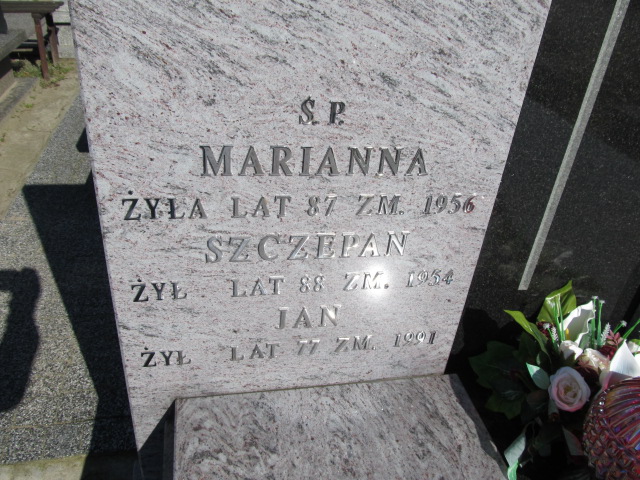 Ś.P.
MARIANNA
ŻYŁA LAT 87 ZM. 1956
SZCZEPAN
ŻYŁ LAT 88 ZM. 1954
JAN
ŻYŁ LAT 77 ZM. 1991